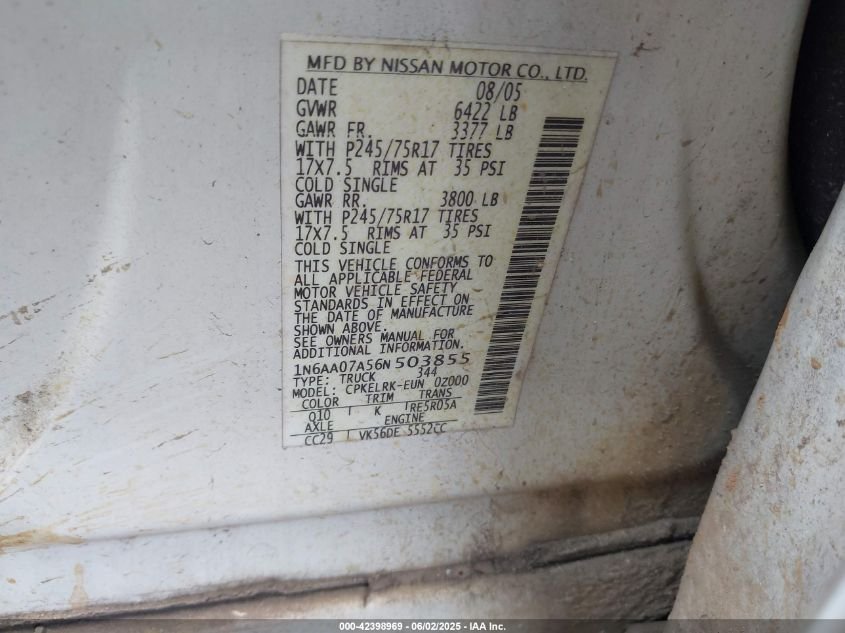 MFD BY NISSAN MOTOR CO., LTD.
DATE 08/05
GVWR 6422 LB
GAWR FR. 3377 LB
WITH P245/75R17 TIRES
17X7.5 RIMS AT 35 PSI
COLD SINGLE
GAWR RR. 3800 LB
WITH P245/75R17 TIRES
17X7.5 RIMS AT 35 PSI
COLD SINGLE
THIS VEHICLE CONFORMS TO
ALL APPLICABLE FEDERAL
MOTOR VEHICLE SAFETY
STANDARDS IN EFFECT ON
THE DATE OF MANUFACTURE
SHOWN ABOVE.
SEE OWNERS MANUAL FOR
ADDITIONAL INFORMATION
1N6AA07A56N503855
TYPE: TRUCK 344
MODEL: CPKELRK-EUN 0Z000
COLOR TRIM TRANS
Q10 K RE5R05A
AXLE ENGINE
CC29 VK56DE 5552CC
000-42398969 - 06/02/2025 - IAA Inc.